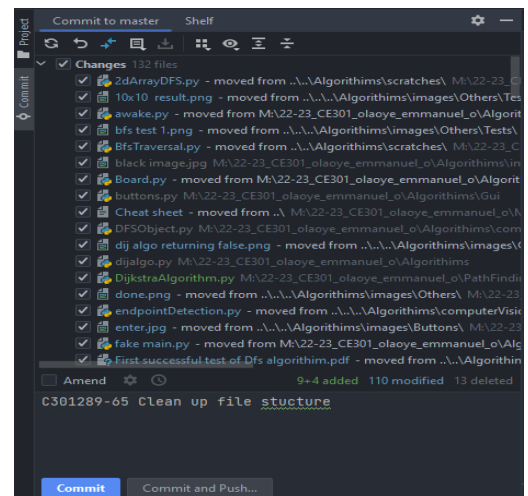 Project
Commit
Commit to master Shelf
Changes 132 files
2dArrayDFS.py - moved from ..\..\Algorithims\scratches\ M:\22-23_C
10x10 result.png - moved from ..\..\..\Algorithims\images\Others\Tes
awake.py - moved from M:\22-23_CE301_olaoye_emmanuel_o\Algorit
bfs test 1.png - moved from ..\..\..\Algorithims\images\Others\Tests\
BfsTraversal.py - moved from ..\..\Algorithims\scratches\ M:\22-23_C
black image.jpg M:\22-23_CE301_olaoye_emmanuel_o\Algorithims\im
Board.py - moved from M:\22-23_CE301_olaoye_emmanuel_o\Algorit
buttons.py M:\22-23_CE301_olaoye_emmanuel_o\Algorithims\Gui
Cheat sheet - moved from ..\ M:\22-23_CE301_olaoye_emmanuel_o\M
DFSObject.py M:\22-23_CE301_olaoye_emmanuel_o\Algorithims\com
dij algo returning false.png - moved from ..\..\..\Algorithims\images\
dijalgo.py M:\22-23_CE301_olaoye_emmanuel_o\Algorithims
DijkstraAlgorithm.py M:\22-23_CE301_olaoye_emmanuel_o\PathFindi
done.png - moved from ..\Algorithims\images\Others\ M:\22-23
endpointDetection.py - moved from ..\..\Algorithims\computerVisio
enter.jpg - moved from ..\..\..\Algorithims\images\Buttons\ M:\22-23
fake main.py - moved from M:\22-23_CE301_olaoye_emmanuel_o\Alg
First successful test of Dfs algorithim.pdf - moved from ..\..\Algorithin
Amend 9+4 added 110 modified 13 deleted
C301289-65 Clean up file stucture
Commit Commit and Push...